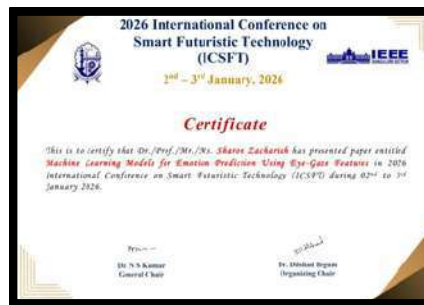 2026 International Conference on
Smart Futuristic Technology
(ICSFT)
IEEE
BANGALORE SECTION
2nd – 3rd January, 2026
Certificate
This is to certify that Dr./Prof./Mr./Ms. Sharon Zacharish has presented paper entitled
Machine Learning Models for Emotion Prediction Using Eye-Gaze Features in 2026
International Conference on Smart Futuristic Technology (ICSFT) during 02nd to 3rd
January 2026.
Dr. N S Kumar
General Chair
Dr. Dilshad Begum
Organizing Chair